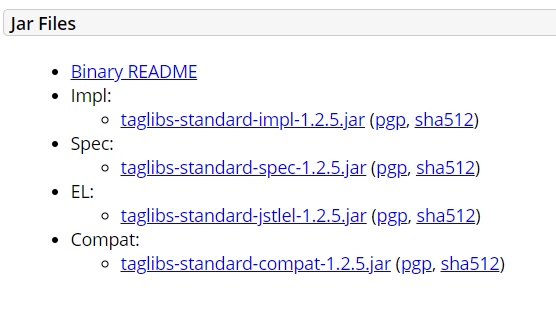 Jar Files
Binary README
Impl:
taglibs-standard-impl-1.2.5.jar (pgp, sha512)
Spec:
taglibs-standard-spec-1.2.5.jar (pgp, sha512)
EL:
taglibs-standard-jstlel-1.2.5.jar (pgp, sha512)
Compat:
taglibs-standard-compat-1.2.5.jar (pgp, sha512)